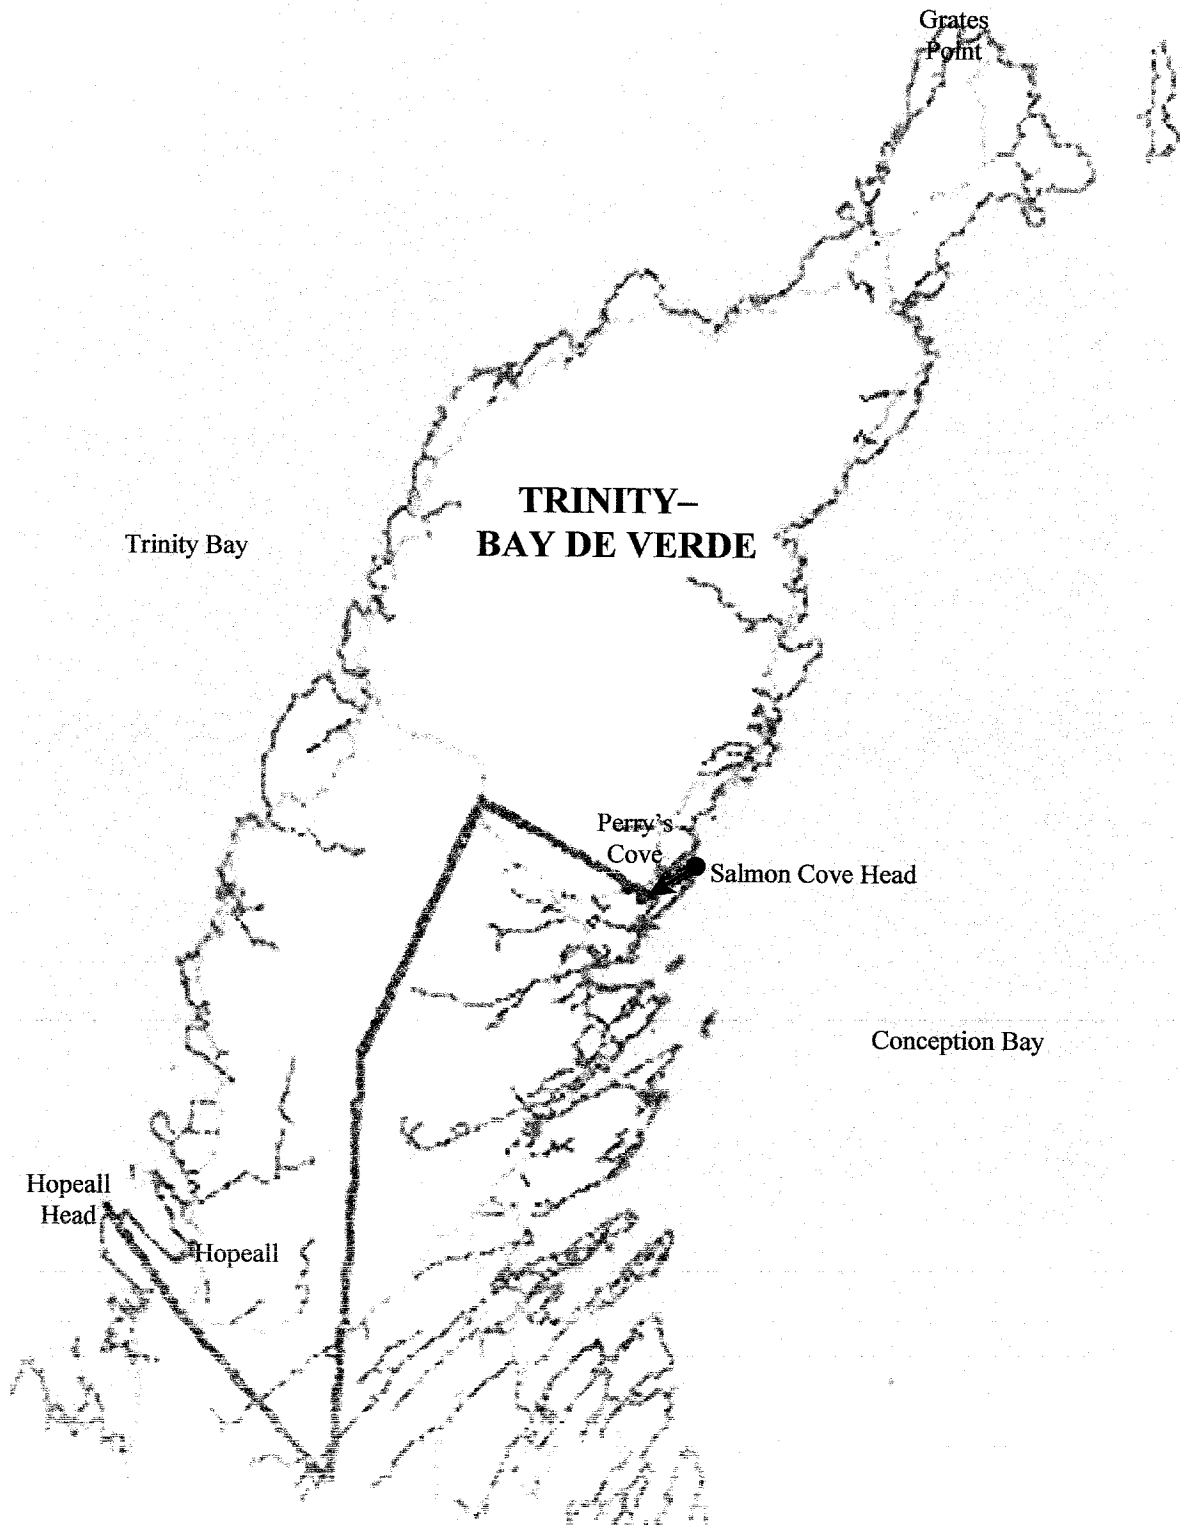 Grates
Point
TRINITY–
BAY DE VERDE
Trinity Bay
Perry's
Cove
Salmon Cove Head
Conception Bay
Hopeall
Head
Hopeall